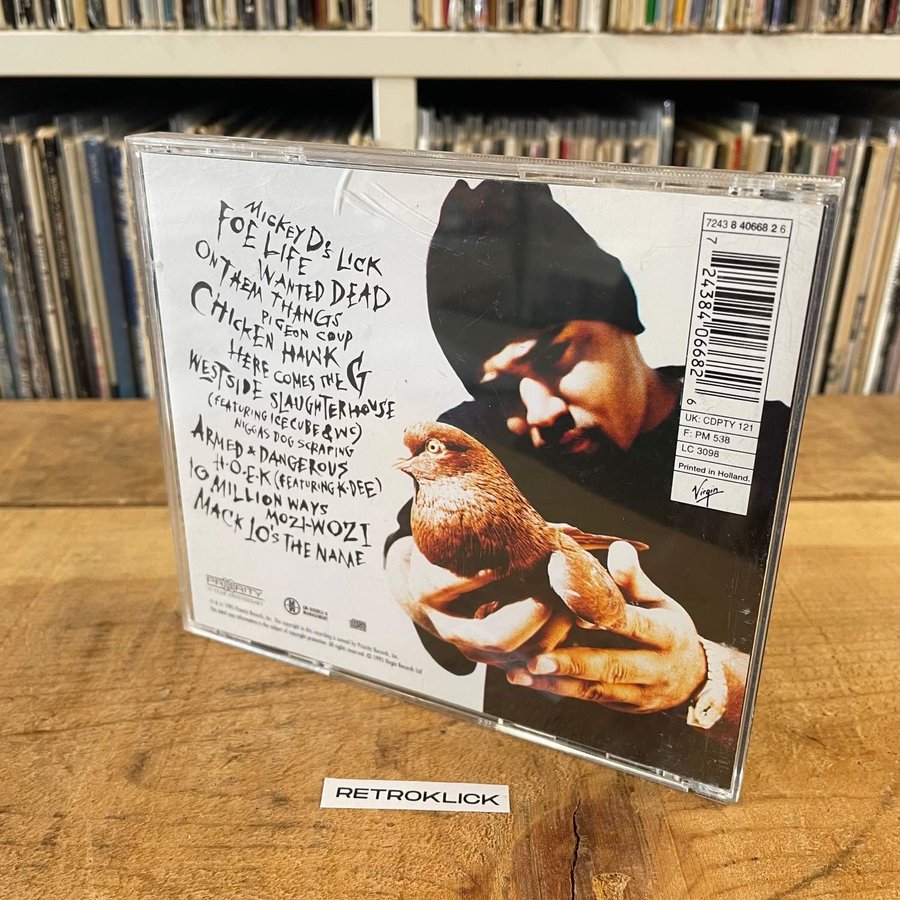 MICKEY D's LICK
FOE LIFE
WANTED DEAD
ON THEM THANGS
PIGEON COUP
CHICKEN HAWK
HERE COMES THE G
WESTSIDE SLAUGHTERHOUSE
(FEATURING ICE CUBE & WC)
NIGGAS DOG SCRAPING
ARMED & DANGEROUS
H-O-E-K (FEATURING K-DEE)
10 MILLION WAYS
MOZI-WOZI
MACK 10's THE NAME
PRIORITY
10 YEAR ANNIVERSARY
7243 8 40668 2 6
7 24384 06682 6
UK: CDPTY 121
F: PM 538
LC 3098
Printed in Holland.
Virgin
RETROKLICK